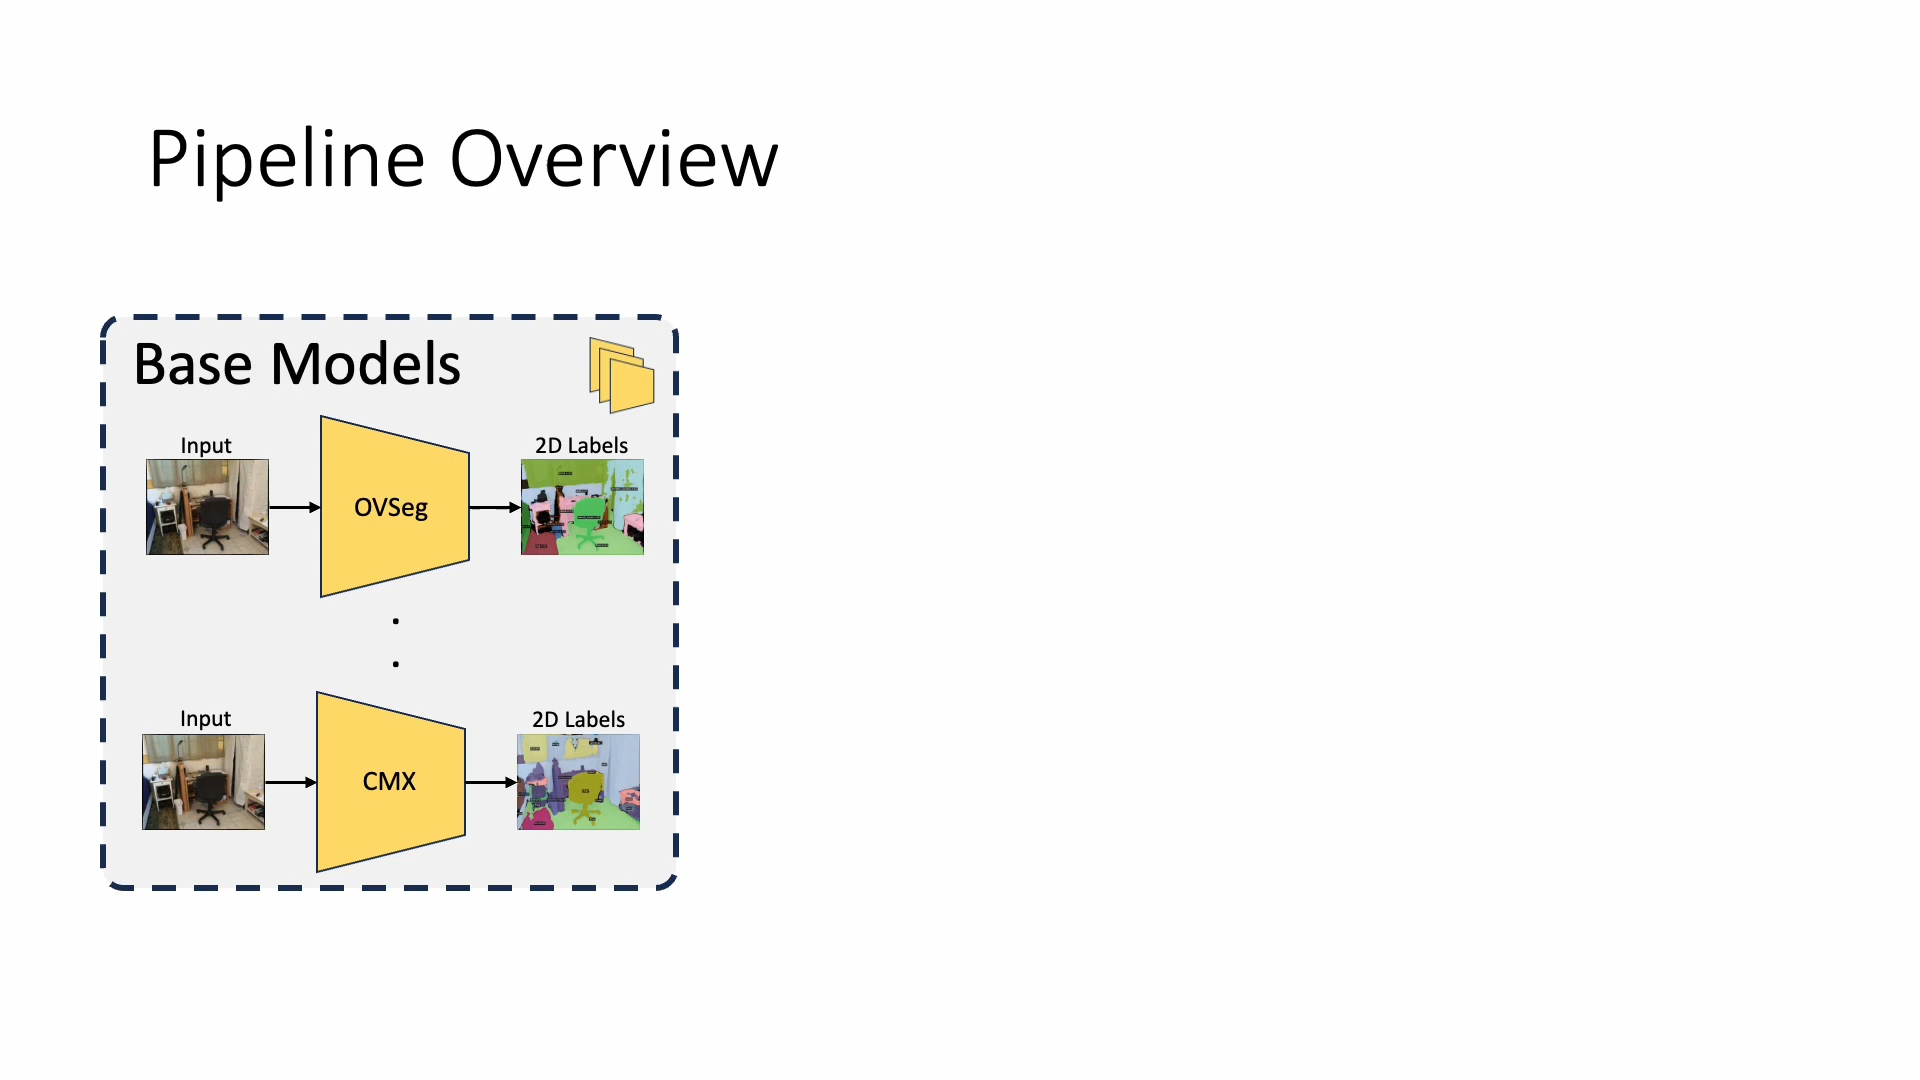 Pipeline Overview
Base Models
Input
2D Labels
OVSeg
Input
2D Labels
CMX